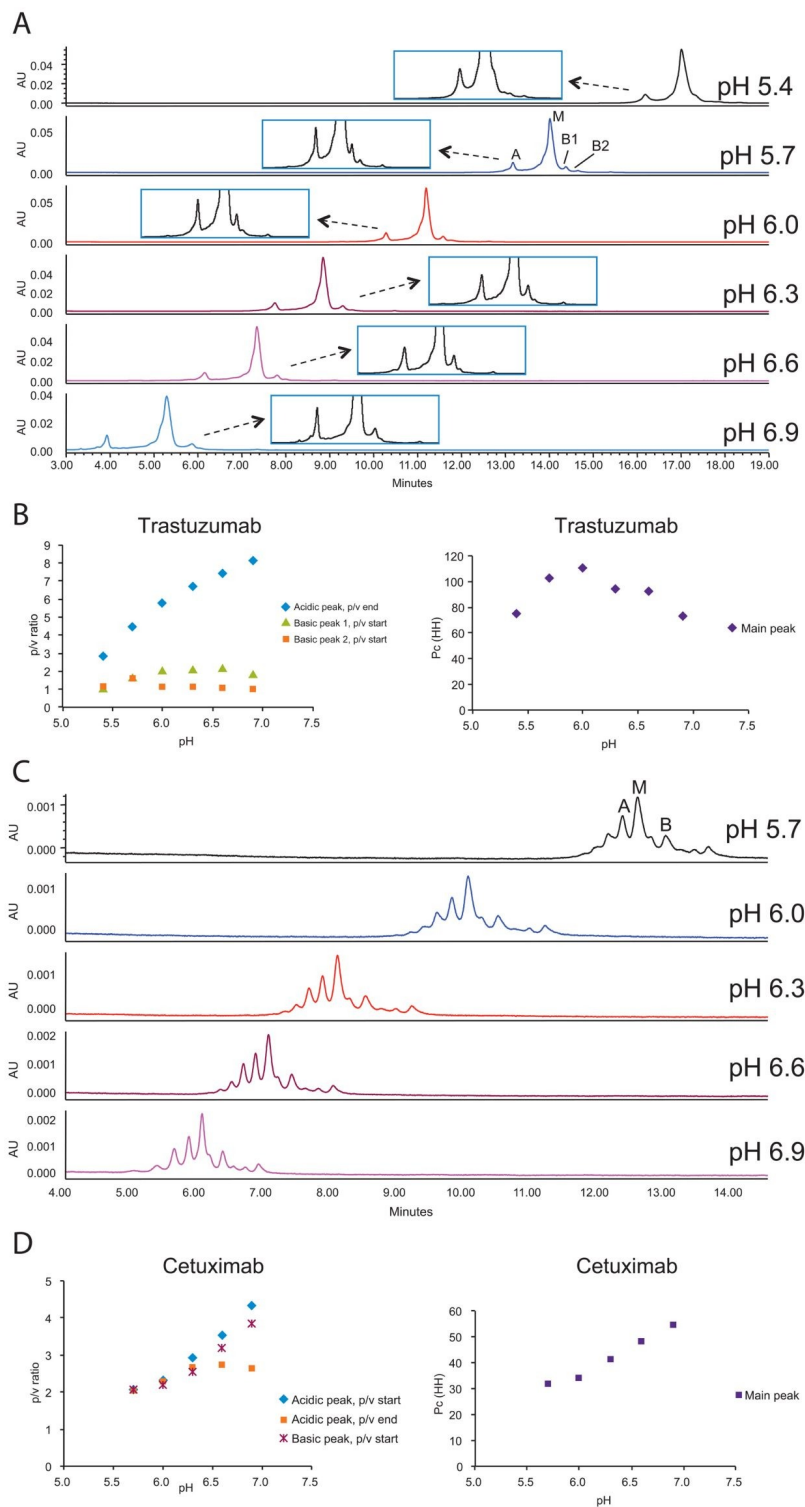 A
AU
0.04
0.02
0.00
pH 5.4
AU
0.05
0.00
A
M
B1
B2
pH 5.7
AU
0.05
0.00
pH 6.0
AU
0.04
0.02
0.00
pH 6.3
AU
0.04
0.02
0.00
pH 6.6
AU
0.04
0.02
0.00
pH 6.9
3.00 4.00 5.00 6.00 7.00 8.00 9.00 10.00 11.00 12.00 13.00 14.00 15.00 16.00 17.00 18.00 19.00
Minutes
B
Trastuzumab
p/v ratio
9
8
7
6
5
4
3
2
1
0
5.0 5.5 6.0 6.5 7.0 7.5
pH
Acidic peak, p/v end
Basic peak 1, p/v start
Basic peak 2, p/v start
Trastuzumab
Pc (HH)
120
100
80
60
40
20
0
5.0 5.5 6.0 6.5 7.0 7.5
pH
Main peak
C
AU
0.001
0.000
A
M
B
pH 5.7
AU
0.001
0.000
pH 6.0
AU
0.001
0.000
pH 6.3
AU
0.002
0.001
0.000
pH 6.6
AU
0.002
0.001
0.000
pH 6.9
4.00 5.00 6.00 7.00 8.00 9.00 10.00 11.00 12.00 13.00 14.00
Minutes
D
Cetuximab
p/v ratio
5
4
3
2
1
0
5.0 5.5 6.0 6.5 7.0 7.5
pH
Acidic peak, p/v start
Acidic peak, p/v end
Basic peak, p/v start
Cetuximab
Pc (HH)
60
50
40
30
20
10
0
5.0 5.5 6.0 6.5 7.0 7.5
pH
Main peak